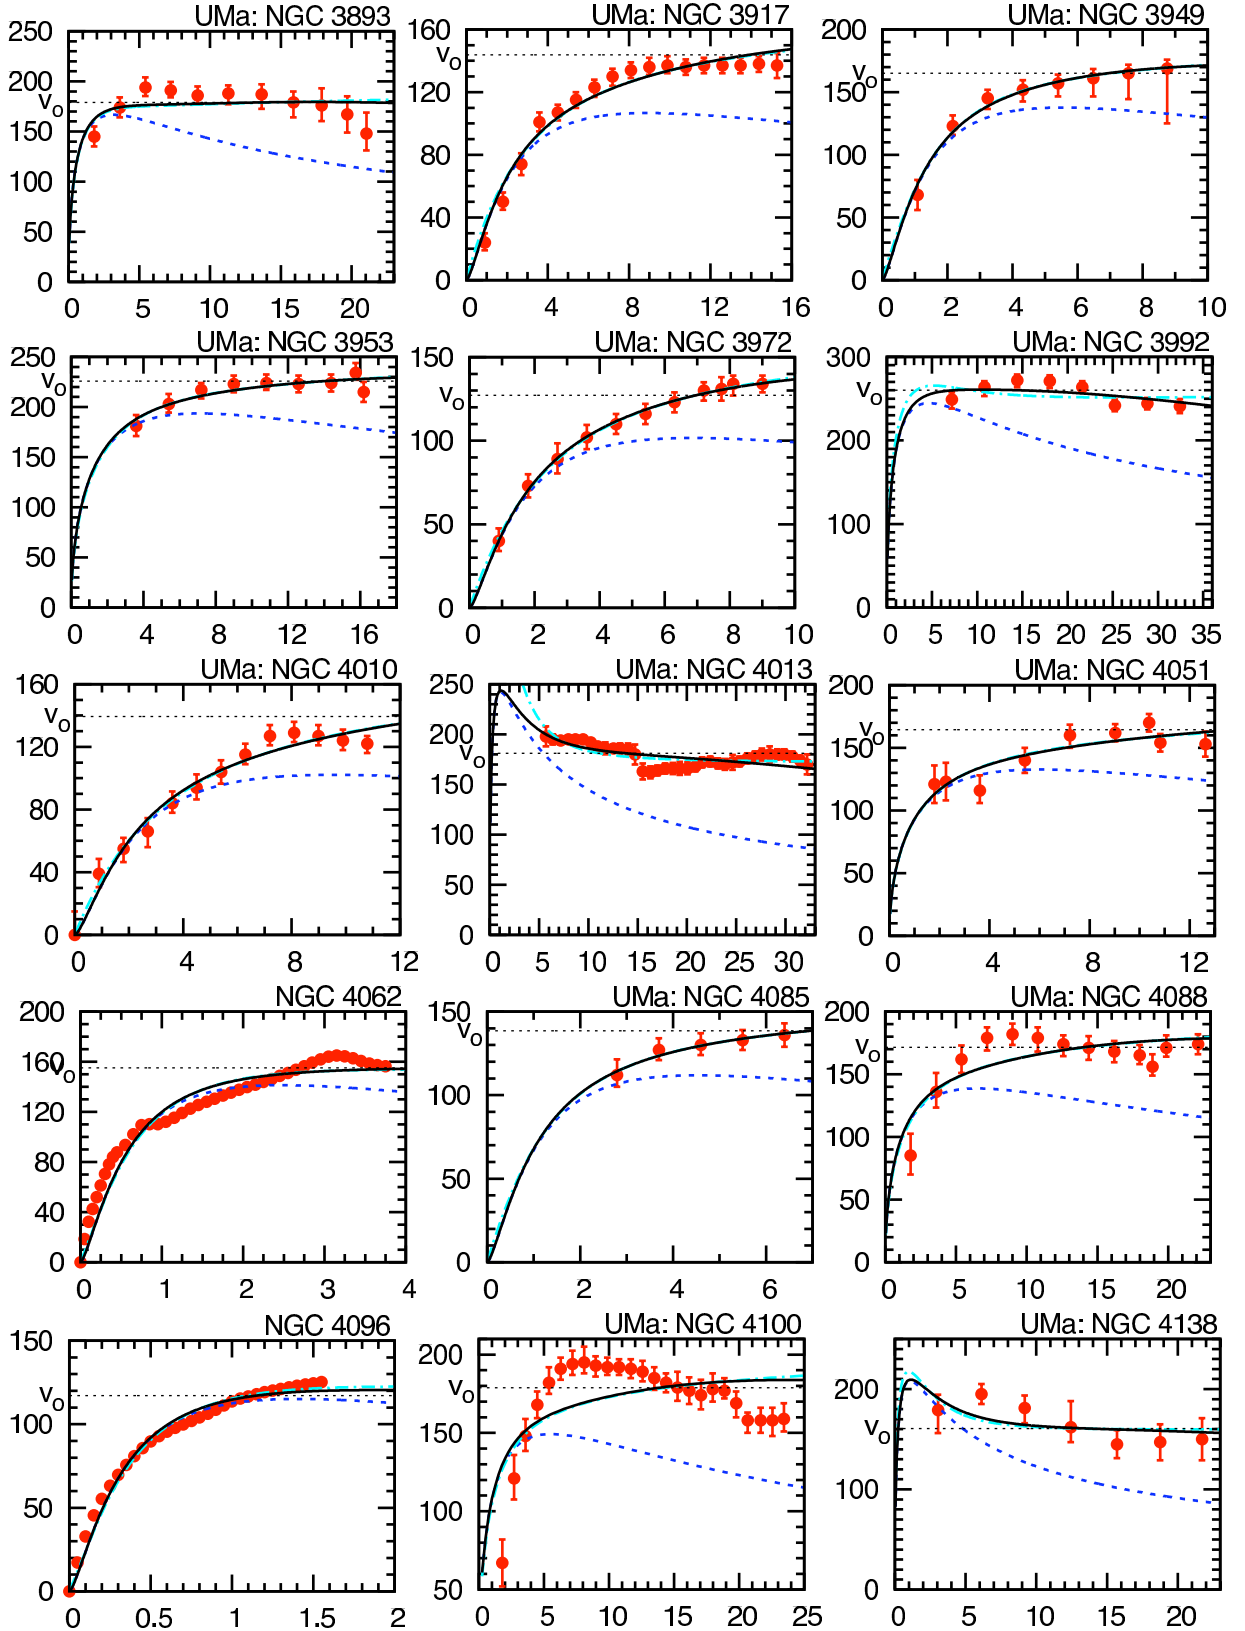 UMa: NGC 3893
250
200
v₀
150
100
50
0
0 5 10 15 20
UMa: NGC 3917
160
v₀
120
80
40
0
0 4 8 12 16
UMa: NGC 3949
200
v₀
150
100
50
0
0 2 4 6 8 10
UMa: NGC 3953
250
v₀
200
150
100
50
0
0 4 8 12 16
UMa: NGC 3972
150
v₀
100
50
0
0 2 4 6 8 10
UMa: NGC 3992
300
v₀
200
100
0
0 5 10 15 20 25 30 35
UMa: NGC 4010
160
v₀
120
80
40
0
0 4 8 12
UMa: NGC 4013
250
200
v₀
150
100
50
0
0 5 10 15 20 25 30
UMa: NGC 4051
200
v₀
150
100
50
0
0 4 8 12
NGC 4062
200
160
v₀
120
80
40
0
0 1 2 3 4
UMa: NGC 4085
150
v₀
100
50
0
0 2 4 6
UMa: NGC 4088
200
v₀
150
100
50
0
0 5 10 15 20
NGC 4096
150
v₀
100
50
0
0 0.5 1 1.5 2
UMa: NGC 4100
200
v₀
150
100
50
0 5 10 15 20 25
UMa: NGC 4138
200
v₀
100
0
0 5 10 15 20